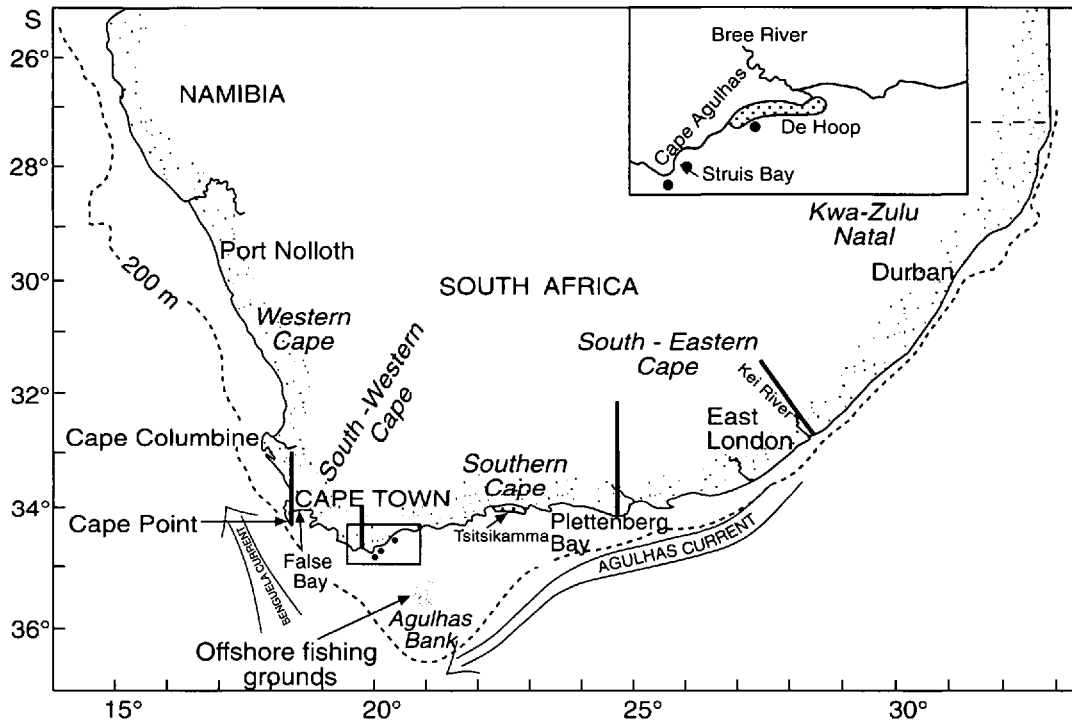 S
26°
28°
30°
32°
34°
36°
15°
20°
25°
30°
NAMIBIA
Bree River
Cape Agulhas
De Hoop
Struis Bay
Kwa-Zulu
Natal
Durban
Port Nolloth
200 m
SOUTH AFRICA
Western
Cape
South-Western
Cape
South - Eastern
Cape
Kei River
East
London
Cape Columbine
Southern
Cape
CAPE TOWN
Cape Point
Tsitsikamma
Plettenberg
Bay
False
Bay
BENGUELA CURRENT
AGULHAS CURRENT
Agulhas
Bank
Offshore fishing
grounds